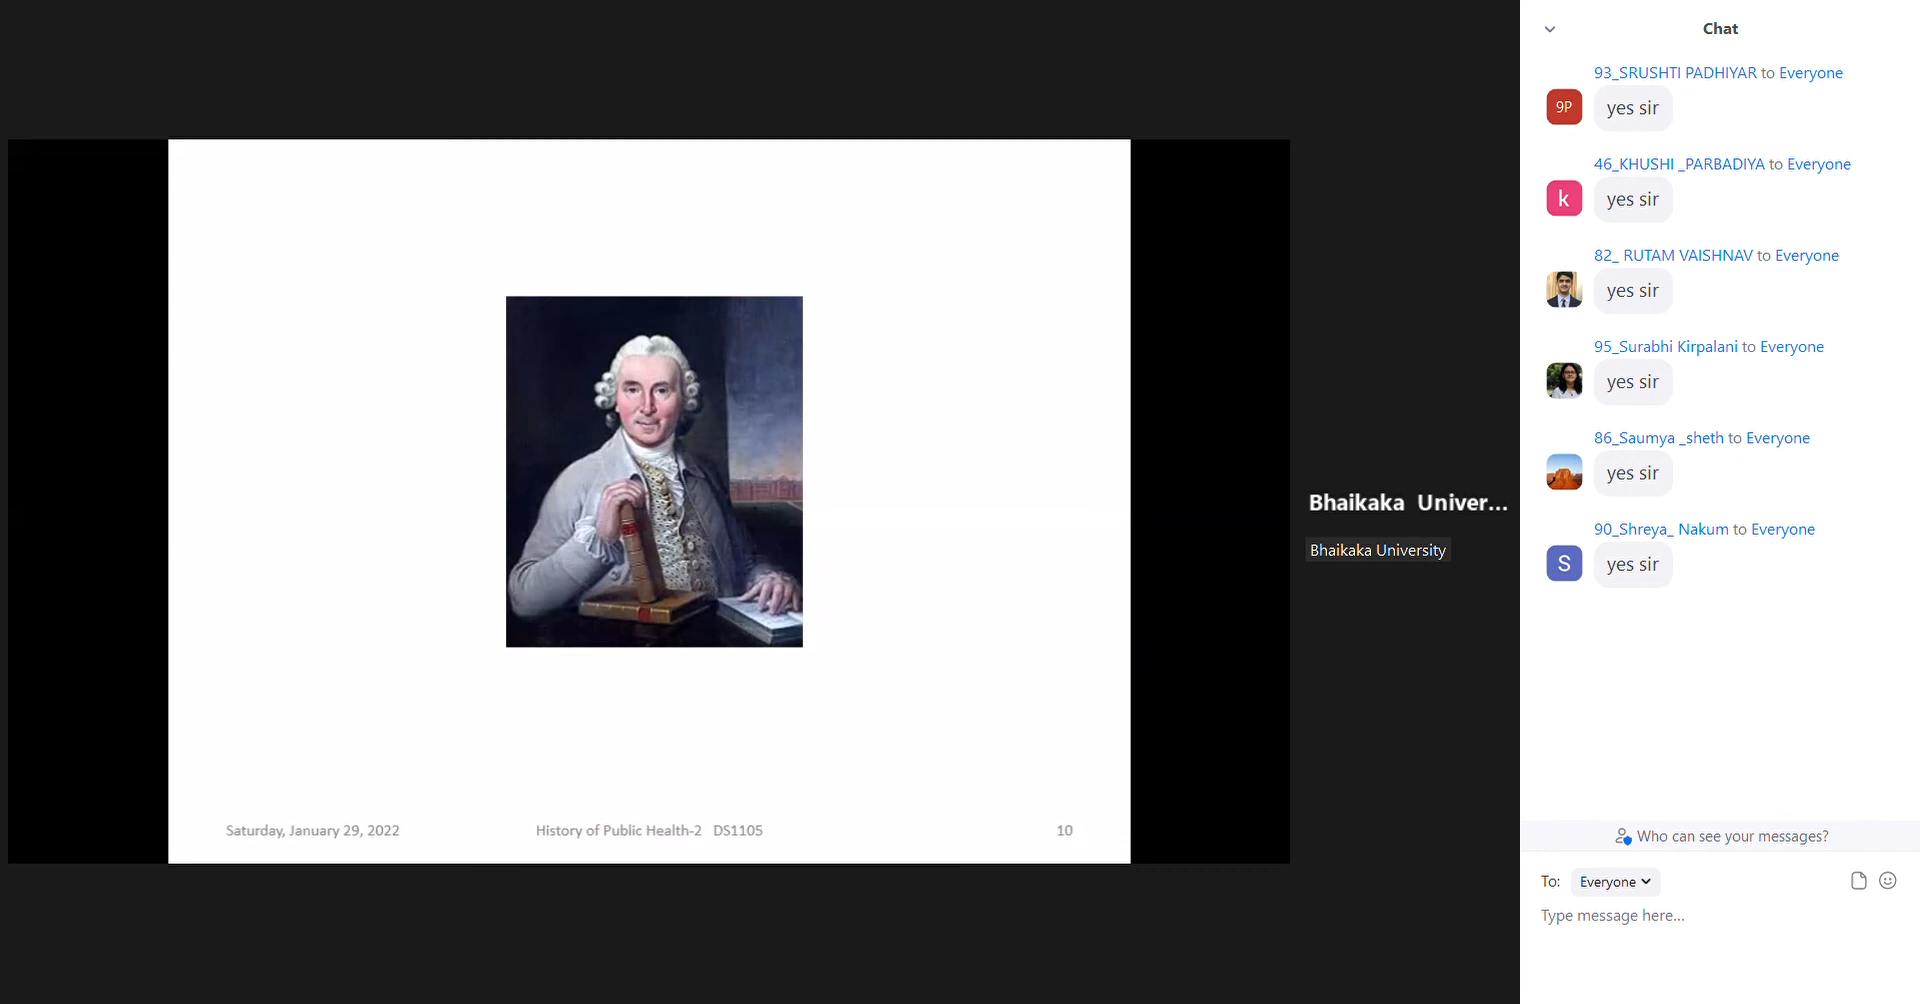 Saturday, January 29, 2022
History of Public Health-2 DS1105
10
Bhaikaka Univer...
Bhaikaka University
Chat
93_SRUSHTI PADHIYAR to Everyone
9P
yes sir
46_KHUSHI _PARBADIYA to Everyone
k
yes sir
82_ RUTAM VAISHNAV to Everyone
yes sir
95_Surabhi Kirpalani to Everyone
yes sir
86_Saumya _sheth to Everyone
yes sir
90_Shreya_ Nakum to Everyone
S
yes sir
Who can see your messages?
To: Everyone
Type message here...